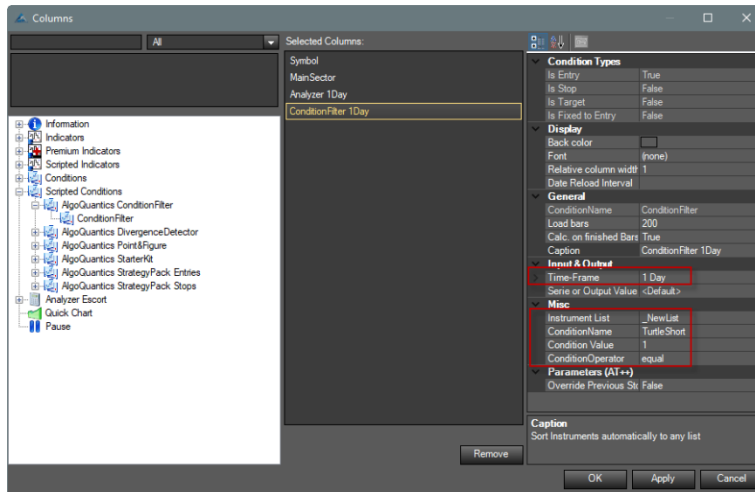 Columns
All
Information
Indicators
Premium Indicators
Scripted Indicators
Conditions
Scripted Conditions
AlgoQuantics ConditionFilter
ConditionFilter
AlgoQuantics DivergenceDetector
AlgoQuantics Point&Figure
AlgoQuantics StarterKit
AlgoQuantics StrategyPack Entries
AlgoQuantics StrategyPack Stops
Analyzer Escort
Quick Chart
Pause
Selected Columns:
Symbol
MainSector
Analyzer 1Day
ConditionFilter 1Day
Remove
Condition Types
Is Entry True
Is Stop False
Is Target False
Is Fixed to Entry False
Display
Back color
Font (none)
Relative column width 1
Date Reload Interval
General
ConditionName ConditionFilter
Load bars 200
Calc. on finished Bars True
Caption ConditionFilter 1Day
Input & Output
Time-Frame 1 Day
Serie or Output Value <Default>
Misc
Instrument List _NewList
ConditionName TurtleShort
Condition Value 1
ConditionOperator equal
Parameters (AT++)
Override Previous Sto False
Caption
Sort Instruments automatically to any list
OK Apply Cancel